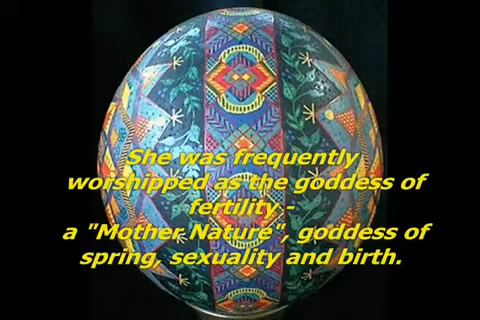 She was frequently
worshipped as the goddess of
fertility -
a "Mother Nature", goddess of
spring, sexuality and birth.